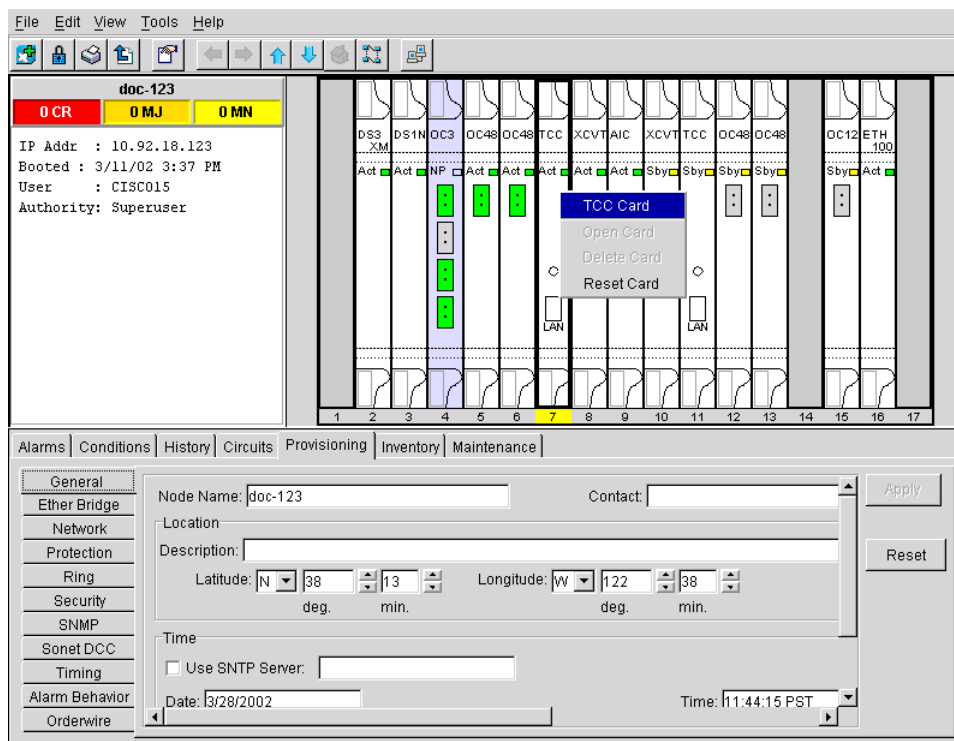 File Edit View Tools Help
doc-123
0 CR 0 MJ 0 MN
IP Addr : 10.92.18.123
Booted : 3/11/02 3:37 PM
User : CISCO15
Authority: Superuser
DS3 XM DS1N OC3 OC48 OC48 TCC XCVT AIC XCVT TCC OC48 OC48 OC12 ETH 100
Act Act NP Act Act Act Act Act Sby Sby Sby Sby Sby Act
TCC Card
Open Card
Delete Card
Reset Card
LAN LAN
1 2 3 4 5 6 7 8 9 10 11 12 13 14 15 16 17
Alarms Conditions History Circuits Provisioning Inventory Maintenance
General
Ether Bridge
Network
Protection
Ring
Security
SNMP
Sonet DCC
Timing
Alarm Behavior
Orderwire
Node Name: doc-123 Contact:
Location
Description:
Latitude: N 38 13 Longitude: W 122 38
deg. min. deg. min.
Time
Use SNTP Server:
Date: 3/28/2002 Time: 11:44:15 PST
Apply
Reset